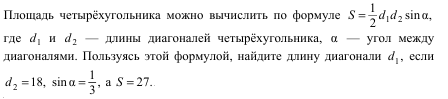 Площадь четырёхугольника можно вычислить по формуле S = 1/2 d₁d₂ sin α,
где d₁ и d₂ — длины диагоналей четырёхугольника, α — угол между
диагоналями. Пользуясь этой формулой, найдите длину диагонали d₁, если
d₂ = 18, sin α = 1/3, а S = 27.